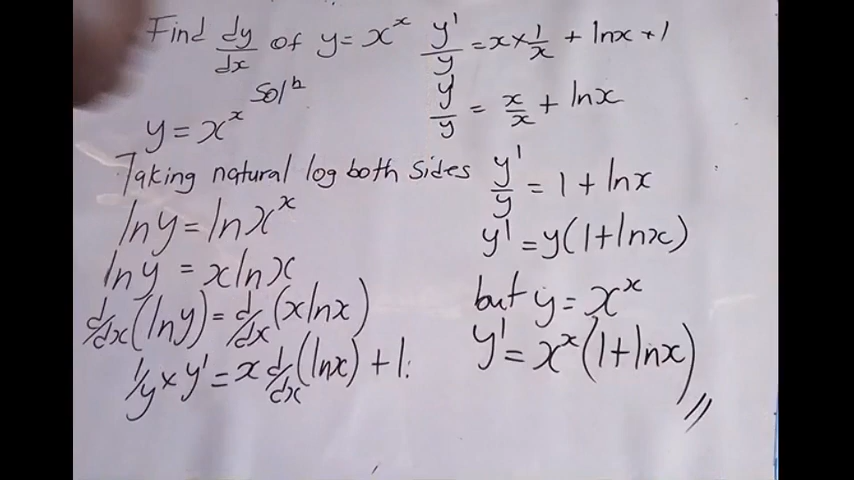 Find dy/dx of y = x^x
Solⁿ
y = x^x
Taking natural log both sides
ln y = ln x^x
ln y = x ln x
d/dx (ln y) = d/dx (x ln x)
1/y × y' = x d/dx (ln x) + 1.
y'/y = x × 1/x + ln x × 1
y/y = x/x + ln x
y'/y = 1 + ln x
y' = y(1 + ln x)
but y = x^x
y' = x^x (1 + ln x) //